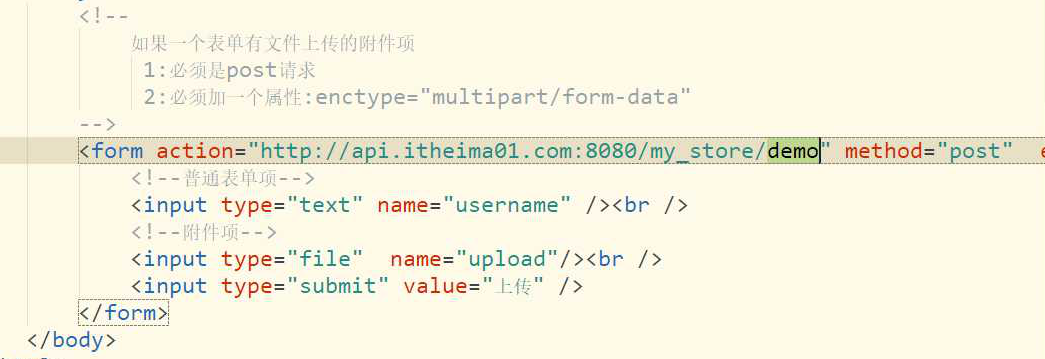 <!--
如果一个表单有文件上传的附件项
1:必须是post请求
2:必须加一个属性:enctype="multipart/form-data"
-->
<form action="http://api.itheima01.com:8080/my_store/demo" method="post"
<!--普通表单项-->
<input type="text" name="username" /><br />
<!--附件项-->
<input type="file"  name="upload"/><br />
<input type="submit" value="上传" />
</form>
</body>